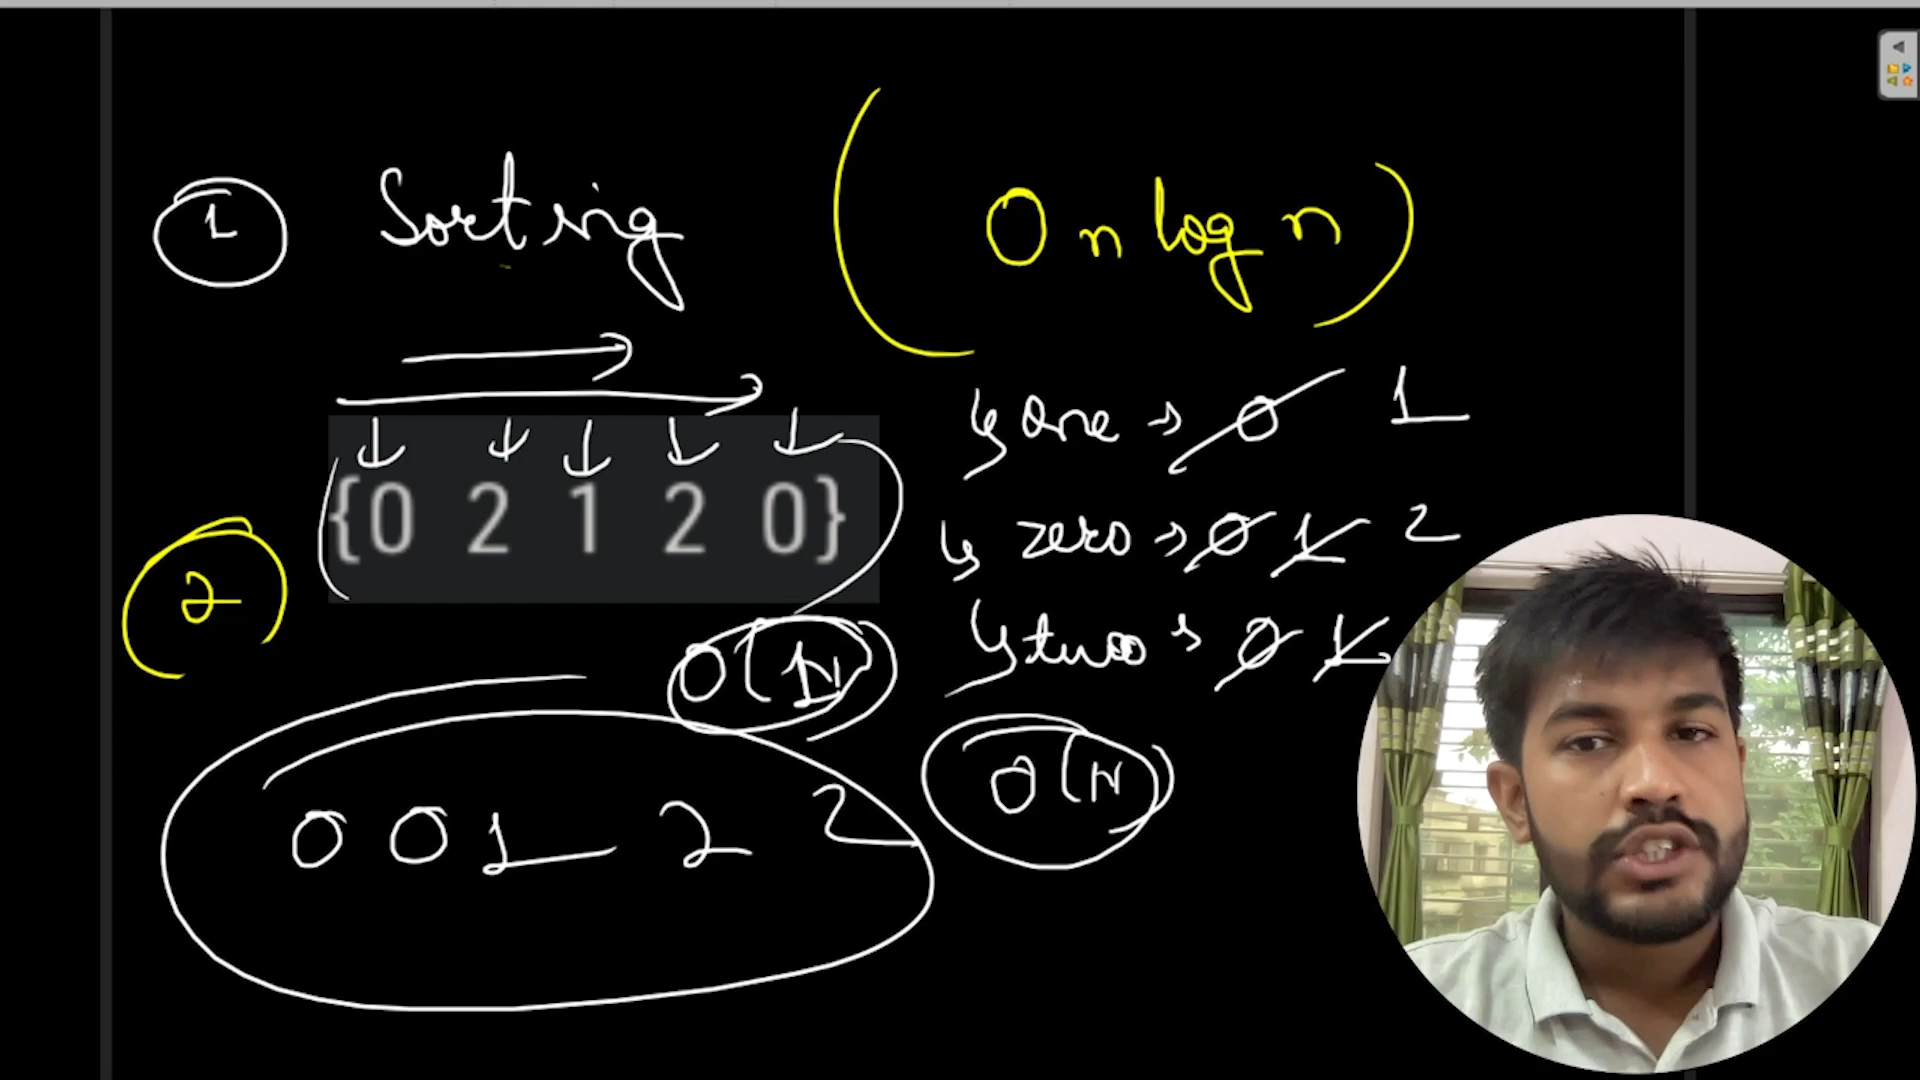 1 Sorting (O n log n)
{0 2 1 2 0}
2
one → 0 1
zero → 0 1 2
two → 0 1
O(N)
O(N)
0 0 1 2 2